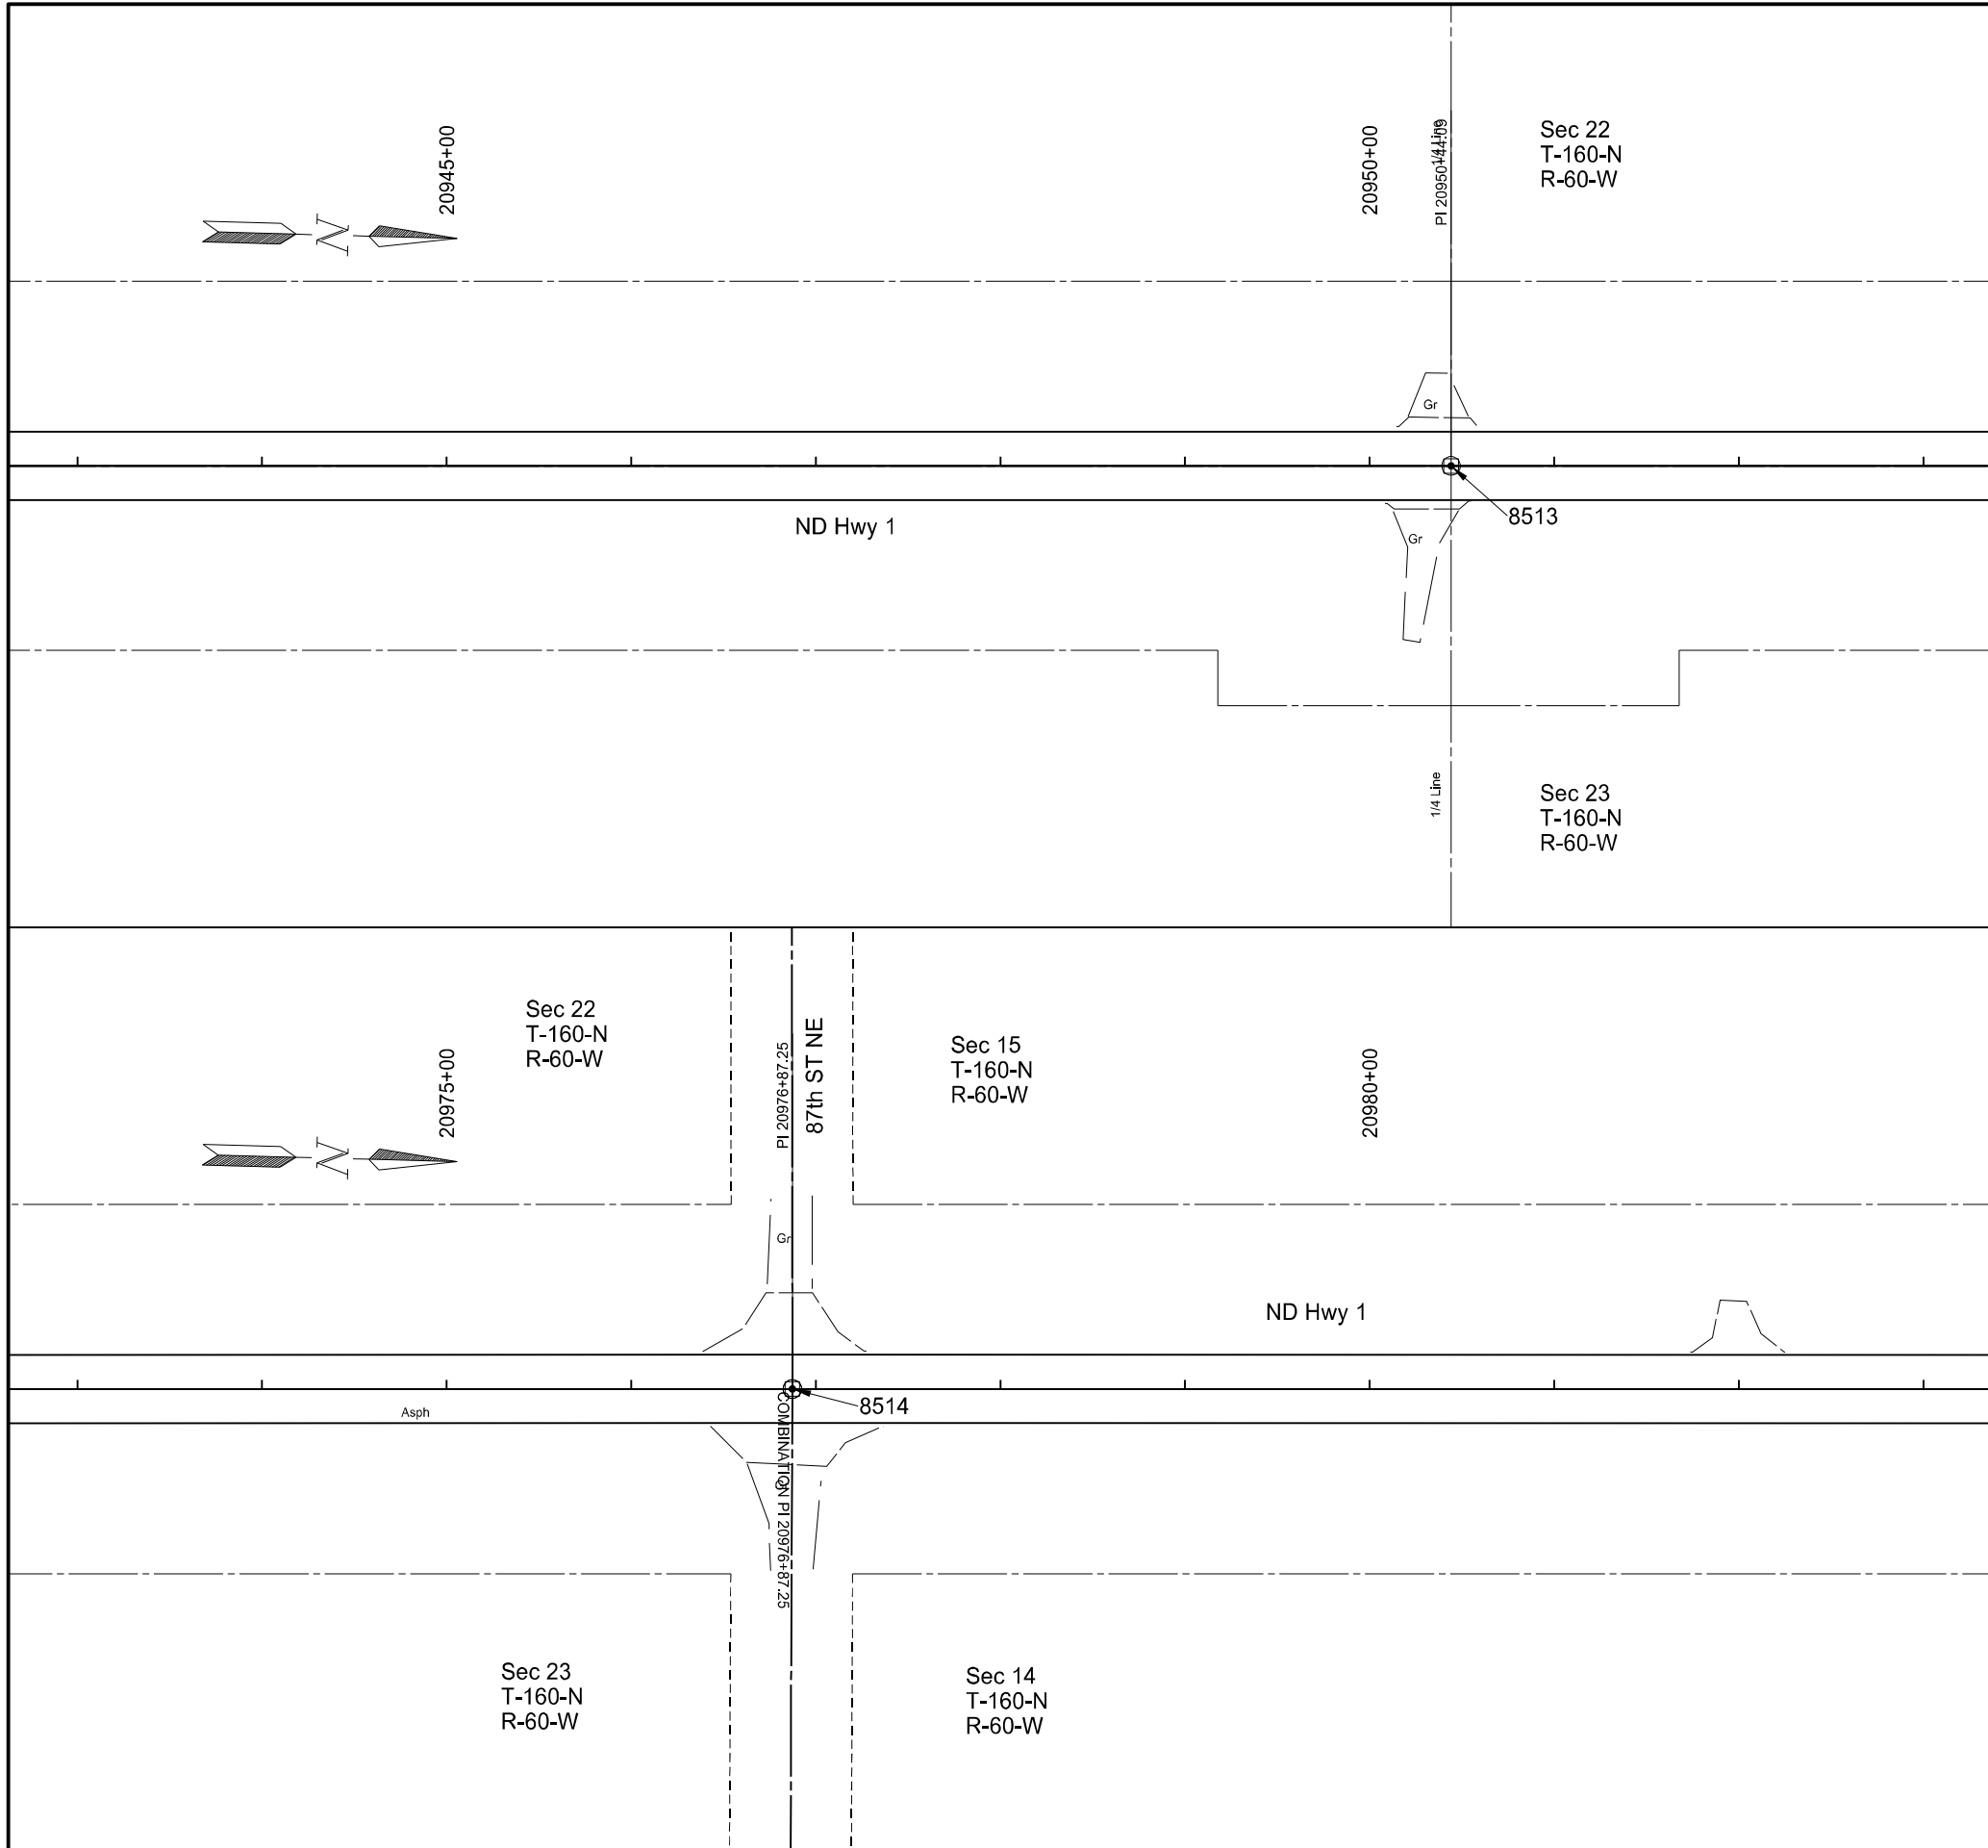 20945+00
20950+00
1/4 Line
PI 20950+44.09
Sec 22
T-160-N
R-60-W
N
Gr
8513
ND Hwy 1
Gr
1/4 Line
Sec 23
T-160-N
R-60-W
Sec 22
T-160-N
R-60-W
20975+00
PI 20976+87.25
87th ST NE
Sec 15
T-160-N
R-60-W
20980+00
N
Gr
ND Hwy 1
8514
Asph
COMBINATION PI 20976+87.25
Gr
Sec 23
T-160-N
R-60-W
Sec 14
T-160-N
R-60-W